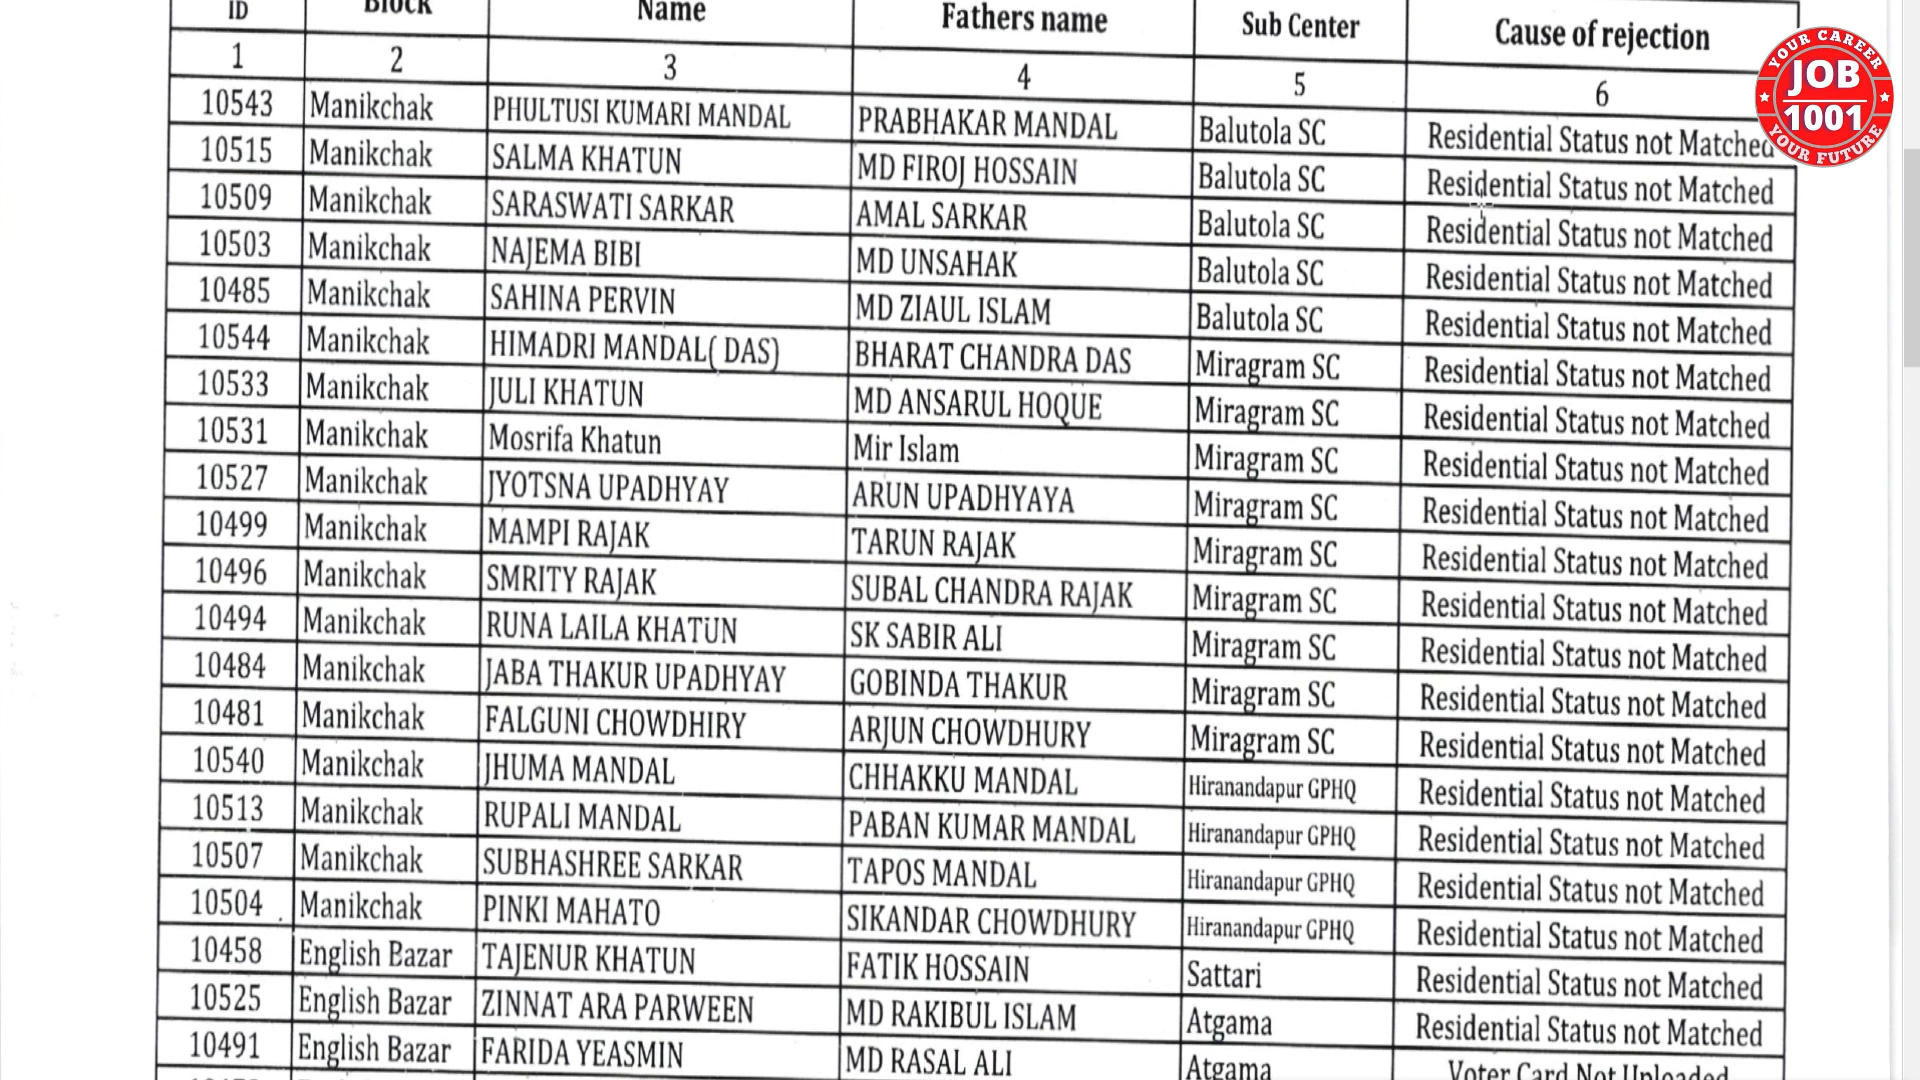 ID Block Name Fathers name Sub Center Cause of rejection
1 2 3 4 5 6
10543 Manikchak PHULTUSI KUMARI MANDAL PRABHAKAR MANDAL Balutola SC Residential Status not Matched
10515 Manikchak SALMA KHATUN MD FIROJ HOSSAIN Balutola SC Residential Status not Matched
10509 Manikchak SARASWATI SARKAR AMAL SARKAR Balutola SC Residential Status not Matched
10503 Manikchak NAJEMA BIBI MD UNSAHAK Balutola SC Residential Status not Matched
10485 Manikchak SAHINA PERVIN MD ZIAUL ISLAM Balutola SC Residential Status not Matched
10544 Manikchak HIMADRI MANDAL( DAS) BHARAT CHANDRA DAS Miragram SC Residential Status not Matched
10533 Manikchak JULI KHATUN MD ANSARUL HOQUE Miragram SC Residential Status not Matched
10531 Manikchak Mosrifa Khatun Mir Islam Miragram SC Residential Status not Matched
10527 Manikchak JYOTSNA UPADHYAY ARUN UPADHYAYA Miragram SC Residential Status not Matched
10499 Manikchak MAMPI RAJAK TARUN RAJAK Miragram SC Residential Status not Matched
10496 Manikchak SMRITY RAJAK SUBAL CHANDRA RAJAK Miragram SC Residential Status not Matched
10494 Manikchak RUNA LAILA KHATUN SK SABIR ALI Miragram SC Residential Status not Matched
10484 Manikchak JABA THAKUR UPADHYAY GOBINDA THAKUR Miragram SC Residential Status not Matched
10481 Manikchak FALGUNI CHOWDHIRY ARJUN CHOWDHURY Miragram SC Residential Status not Matched
10540 Manikchak JHUMA MANDAL CHHAKKU MANDAL Hiranandapur GPHQ Residential Status not Matched
10513 Manikchak RUPALI MANDAL PABAN KUMAR MANDAL Hiranandapur GPHQ Residential Status not Matched
10507 Manikchak SUBHASHREE SARKAR TAPOS MANDAL Hiranandapur GPHQ Residential Status not Matched
10504 Manikchak PINKI MAHATO SIKANDAR CHOWDHURY Hiranandapur GPHQ Residential Status not Matched
10458 English Bazar TAJENUR KHATUN FATIK HOSSAIN Sattari Residential Status not Matched
10525 English Bazar ZINNAT ARA PARWEEN MD RAKIBUL ISLAM Atgama Residential Status not Matched
10491 English Bazar FARIDA YEASMIN MD RASAL ALI Atgama Voter Card Not Uploaded
YOUR CAREER
JOB
1001
YOUR FUTURE